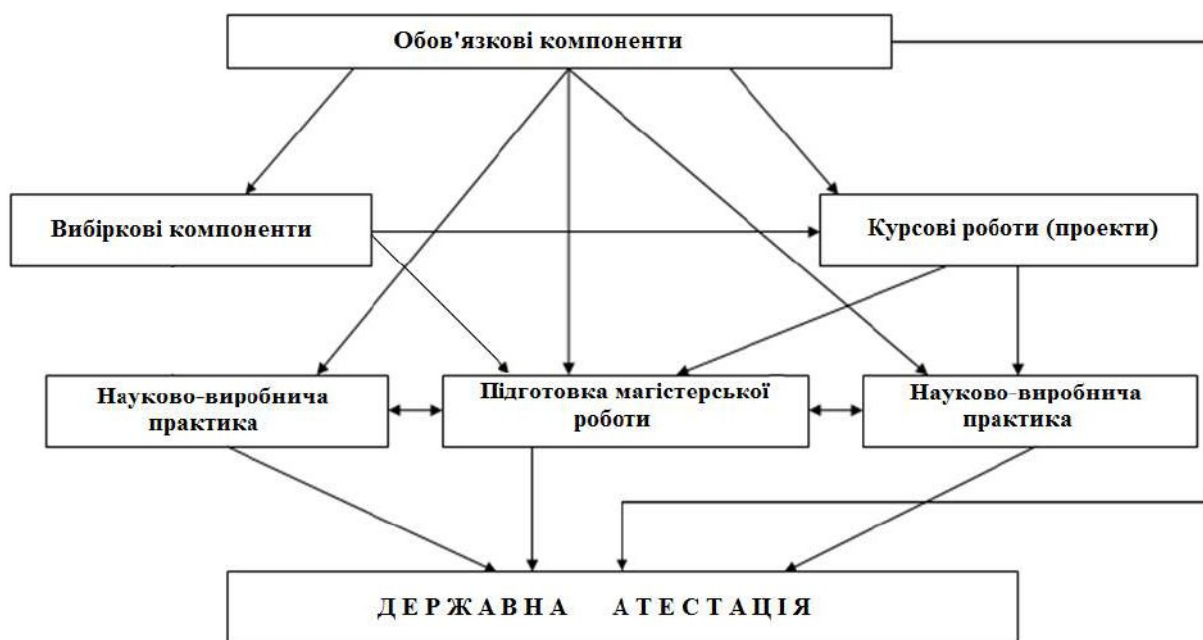 Обов'язкові компоненти
Вибіркові компоненти
Курсові роботи (проекти)
Науково-виробнича
практика
Підготовка магістерської
роботи
Науково-виробнича
практика
ДЕРЖАВНА АТЕСТАЦІЯ